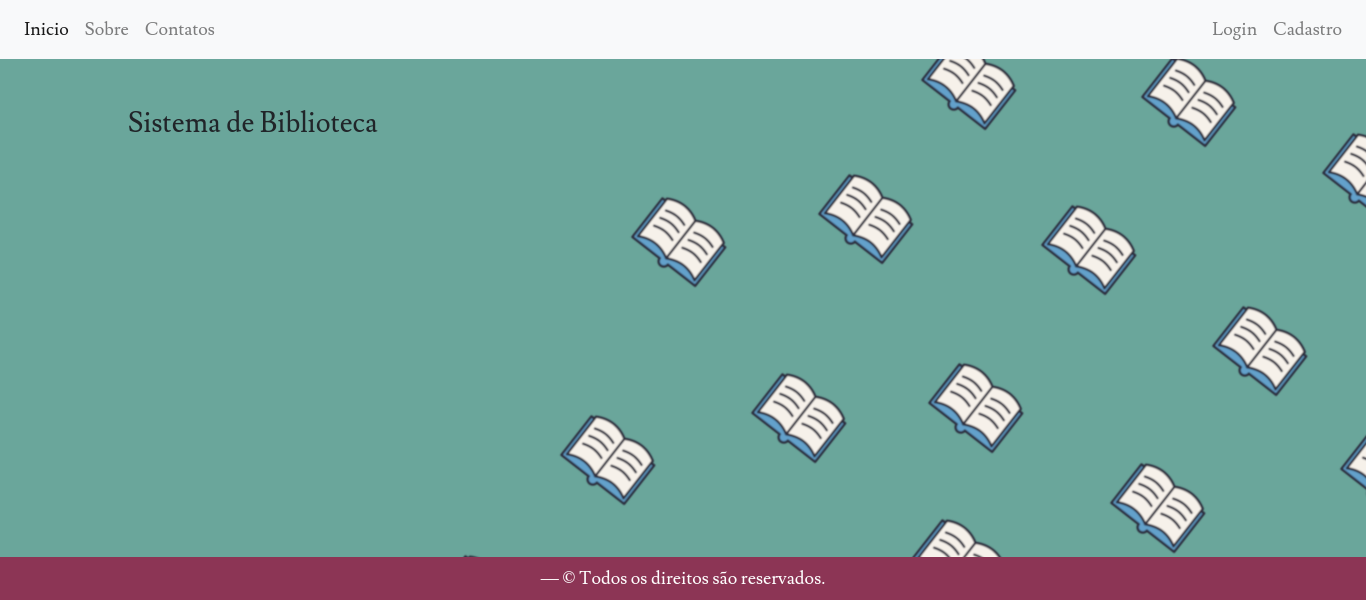 Inicio Sobre Contatos Login Cadastro
Sistema de Biblioteca
— © Todos os direitos são reservados.